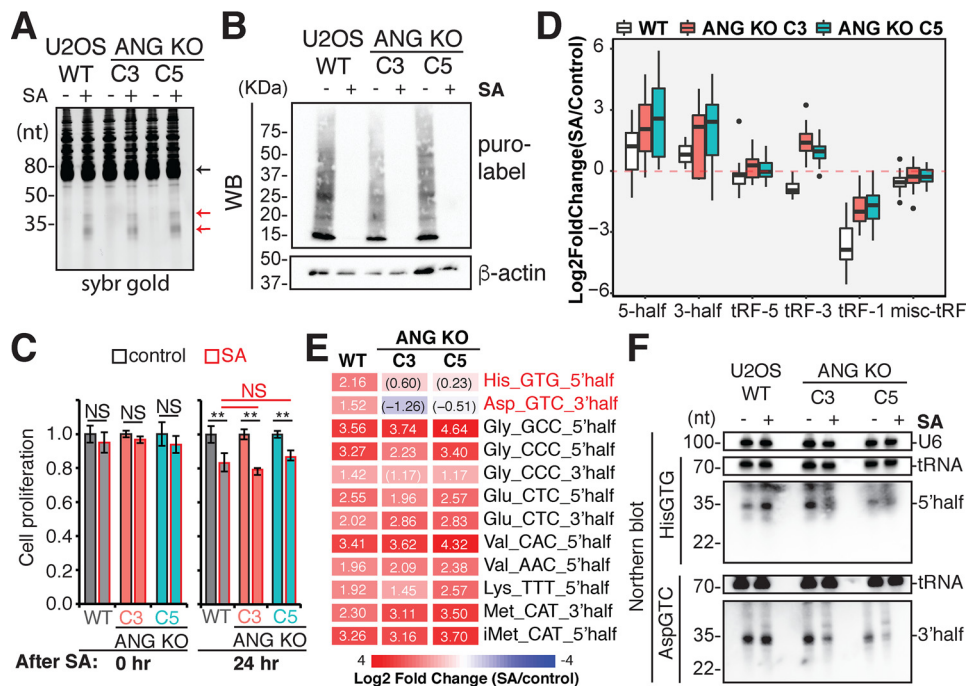 A
U2OS ANG KO
WT C3 C5
SA - + - + - +
(nt)
80-
50-
35-
sybr gold
B
U2OS ANG KO
WT C3 C5
(KDa) - + - + - + SA
75-
50-
37-
25-
20-
15-
puro-
label
WB
50-
37-
β-actin
C
control SA
NS NS NS
NS
** ** **
Cell proliferation
1.0
0.8
0.6
0.4
0.2
0.0
WT C3 C5 WT C3 C5
ANG KO ANG KO
After SA: 0 hr 24 hr
D
WT ANG KO C3 ANG KO C5
Log2FoldChange(SA/Control)
6
3
0
−3
−6
5-half 3-half tRF-5 tRF-3 tRF-1 misc-tRF
E
ANG KO
WT C3 C5
2.16 (0.60) (0.23) His_GTG_5'half
1.52 (−1.26) (−0.51) Asp_GTC_3'half
3.56 3.74 4.64 Gly_GCC_5'half
3.27 2.23 3.40 Gly_CCC_5'half
1.42 (1.17) 1.17 Gly_CCC_3'half
2.55 1.96 2.57 Glu_CTC_5'half
2.02 2.86 2.83 Glu_CTC_3'half
3.41 3.62 4.32 Val_CAC_5'half
1.96 2.09 2.38 Val_AAC_5'half
1.92 1.45 2.57 Lys_TTT_5'half
2.30 3.11 3.50 Met_CAT_3'half
3.26 3.16 3.70 iMet_CAT_5'half
4 -4
Log2 Fold Change (SA/control)
F
U2OS ANG KO
WT C3 C5
(nt) - + - + - + SA
100- -U6
70- -tRNA
35- -5'half
22-
HisGTG
Northern blot
70- -tRNA
35- -3'half
22-
AspGTC